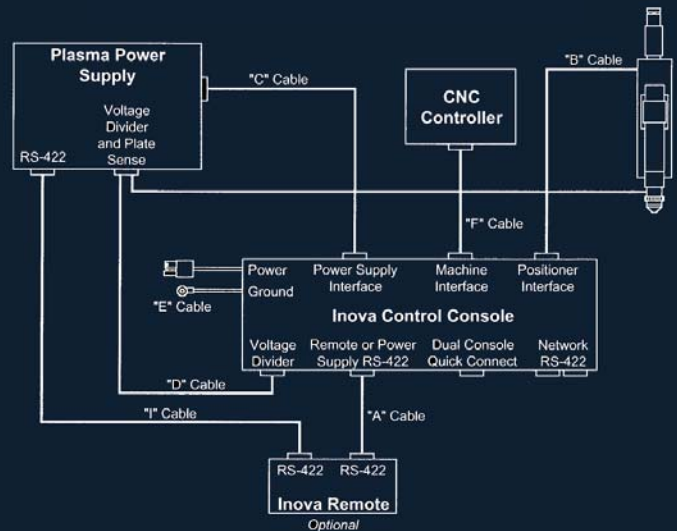 Plasma Power
Supply
Voltage
Divider
and Plate
Sense
RS-422
"C" Cable
CNC
Controller
"B" Cable
"F" Cable
Power
Ground
"E" Cable
Power Supply
Interface
Machine
Interface
Positioner
Interface
Inova Control Console
Voltage
Divider
Remote or Power
Supply RS-422
Dual Console
Quick Connect
Network
RS-422
"D" Cable
"I" Cable
"A" Cable
RS-422
RS-422
Inova Remote
Optional